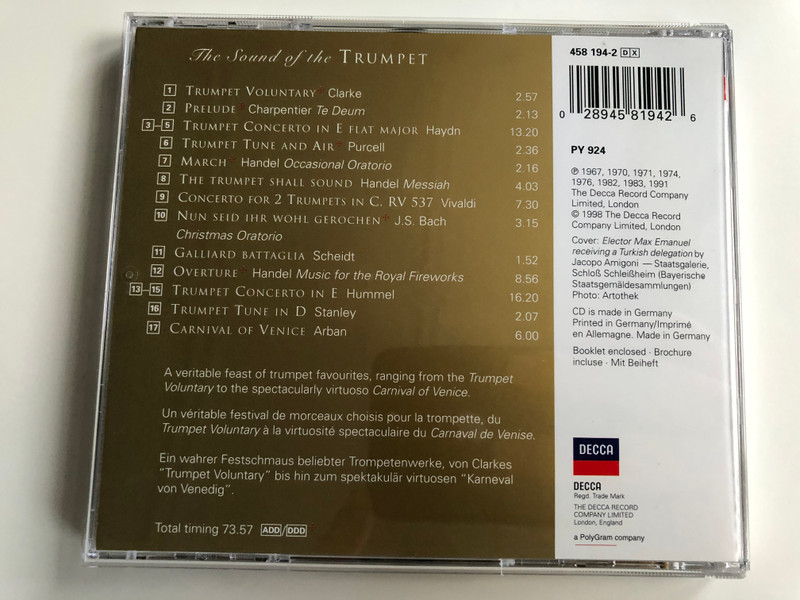 The Sound of the TRUMPET
1 TRUMPET VOLUNTARY* Clarke 2.57
2 PRELUDE* Charpentier Te Deum 2.13
3–5 TRUMPET CONCERTO IN E FLAT MAJOR Haydn 13.20
6 TRUMPET TUNE AND AIR* Purcell 2.36
7 MARCH* Handel Occasional Oratorio 2.16
8 THE TRUMPET SHALL SOUND Handel Messiah 4.03
9 CONCERTO FOR 2 TRUMPETS IN C, RV 537 Vivaldi 7.30
10 NUN SEID IHR WOHL GEROCHEN* J.S. Bach 3.15
Christmas Oratorio
11 GALLIARD BATTAGLIA Scheidt 1.52
12 OVERTURE* Handel Music for the Royal Fireworks 8.56
13–15 TRUMPET CONCERTO IN E Hummel 16.20
16 TRUMPET TUNE IN D Stanley 2.07
17 CARNIVAL OF VENICE Arban 6.00
A veritable feast of trumpet favourites, ranging from the Trumpet
Voluntary to the spectacularly virtuoso Carnival of Venice.
Un véritable festival de morceaux choisis pour la trompette, du
Trumpet Voluntary à la virtuosité spectaculaire du Carnaval de Venise.
Ein wahrer Festschmaus beliebter Trompetenwerke, von Clarkes
"Trumpet Voluntary" bis hin zum spektakulär virtuosen "Karneval
von Venedig".
Total timing 73.57 ADD/DDD*
458 194-2 DX
0 28945 81942 6
PY 924
℗ 1967, 1970, 1971, 1974,
1976, 1982, 1983, 1991
The Decca Record Company
Limited, London
© 1998 The Decca Record
Company Limited, London
Cover: Elector Max Emanuel
receiving a Turkish delegation by
Jacopo Amigoni — Staatsgalerie,
Schloß Schleißheim (Bayerische
Staatsgemäldesammlungen)
Photo: Artothek
CD is made in Germany
Printed in Germany/Imprimé
en Allemagne. Made in Germany
Booklet enclosed · Brochure
incluse · Mit Beiheft
DECCA
DECCA
Regd. Trade Mark
THE DECCA RECORD
COMPANY LIMITED
London, England
a PolyGram company